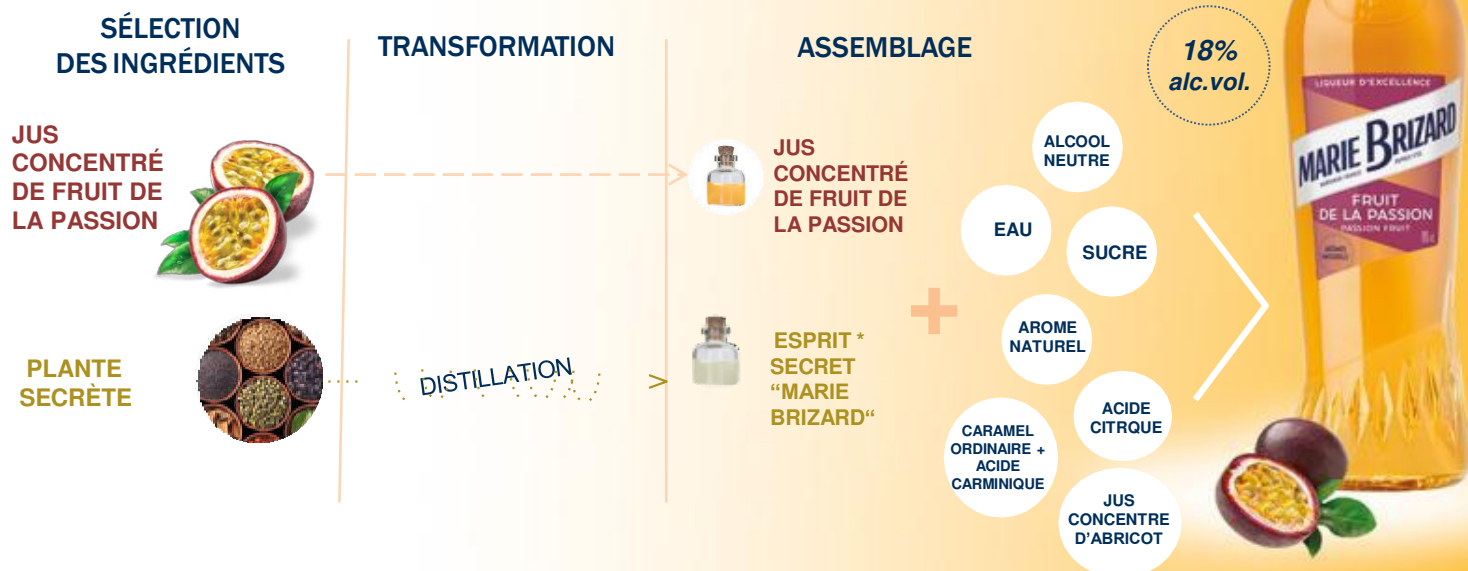 SÉLECTION
DES INGRÉDIENTS
TRANSFORMATION
ASSEMBLAGE
18%
alc.vol.
JUS
CONCENTRÉ
DE FRUIT DE
LA PASSION
JUS
CONCENTRÉ
DE FRUIT DE
LA PASSION
PLANTE
SECRÈTE
DISTILLATION
>
ESPRIT *
SECRET
“MARIE
BRIZARD“
+
ALCOOL
NEUTRE
EAU
SUCRE
AROME
NATUREL
ACIDE
CITRQUE
CARAMEL
ORDINAIRE +
ACIDE
CARMINIQUE
JUS
CONCENTRE
D’ABRICOT
LIQUEUR D'EXCELLENCE
MARIE BRIZARD
FRUIT
DE LA PASSION
PASSION FRUIT